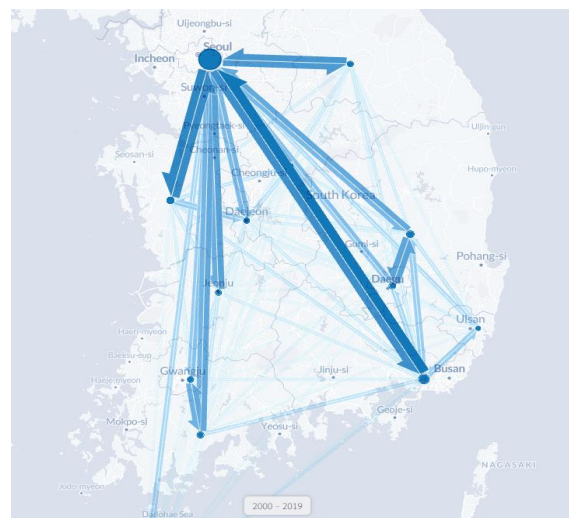 Uijeongbu-si
Seoul
Incheon
Suwon-si
Pyeongtaek-si
Uljin-gun
Seosan-si
Cheonan-si
Hupo-myeon
Cheongju-si
South Korea
Daejeon
Gumi-si
Pohang-si
Daegu
Jeonju
Ulsan
Haeri-myeon
Baeksu-eup
Gwangju
Jinju-si
Busan
Haeje-myeon
Geoje-si
Mokpo-si
Yeosu-si
NAGASAKI
Jodo-myeon
2000 – 2019
Dadohae Sea